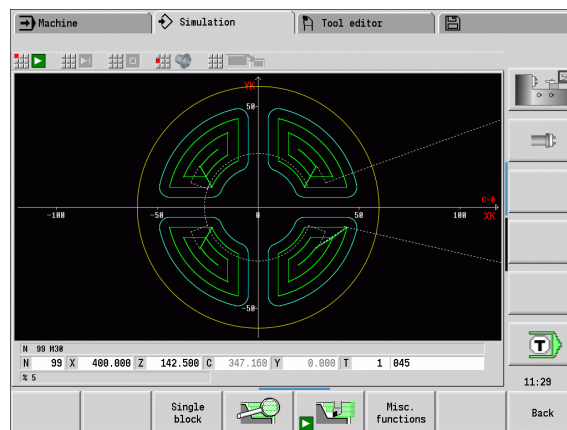 Machine Simulation Tool editor
YK
50
C-0
-100 -50 0 50 100 XK
-50
N 99 M30
N 99 X 400.000 Z 142.500 C 347.160 Y 0.000 T 1 045
% 5
T
11:29
Single block
Misc. functions
Back